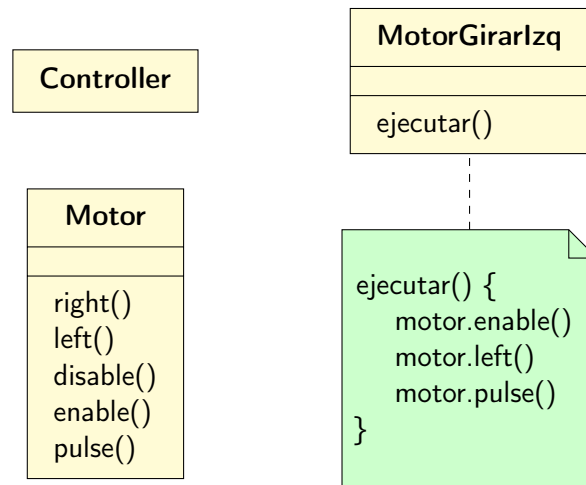 Controller
Motor
right()
left()
disable()
enable()
pulse()
MotorGirarIzq
ejecutar()
ejecutar() {
motor.enable()
motor.left()
motor.pulse()
}